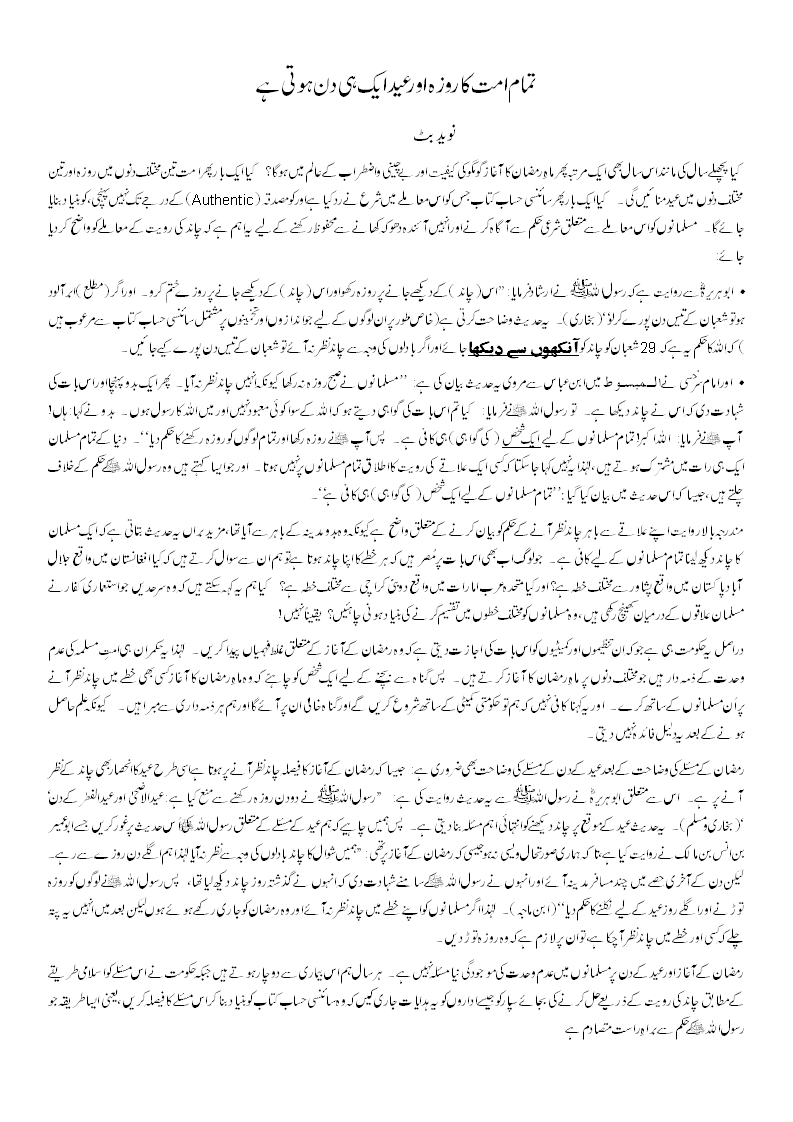 تمام امت کا روزہ اور عید ایک ہی دن ہوتی ہے
نوید بٹ
کیا پچھلے سال کی مانند اس سال بھی ایک مرتبہ پھر ماہِ رمضان کا آغاز گومگو کی کیفیت اور بے چینی و اضطراب کے عالم میں ہوگا؟ کیا ایک بار پھر امت تین مختلف دنوں میں روزہ اور تین
مختلف دنوں میں عید منائیں گی۔ کیا ایک بار پھر سائنسی حساب کتاب جس کو اس معاملے میں شرع نے رد کیا ہے اور کو مصدقہ (Authentic) کے درجے تک نہیں پہنچتی، کو بنیاد بنایا
جائے گا۔ مسلمانوں کو اس معاملے سے متعلق شرعی حکم سے آگاہ کرنے اور انہیں آئندہ دھوکہ کھانے سے محفوظ رکھنے کے لیے یہ اہم ہے کہ چاند کی رویت کے معاملے کو واضح کر دیا
جائے:
• ابو ہریرۃؓ سے روایت ہے کہ رسول اللہ ﷺ نے ارشاد فرمایا: ”اس (چاند) کے دیکھے جانے پر روزہ رکھو اور اس (چاند) کے دیکھے جانے پر روزے ختم کرو۔ اور اگر (مطلع) ابر آلود
ہو تو شعبان کے تیس دن پورے کرلو‘‘ (بخاری)۔ یہ حدیث وضاحت کرتی ہے (خاص طور پر ان لوگوں کے لیے جو اندازوں اور تخمینوں پر مشتمل سائنسی حساب کتاب سے مرعوب ہیں
) کہ اللہ کا حکم یہ ہے کہ 29 شعبان کو چاند کو آنکھوں سے دیکھا جائے اور اگر بادلوں کی وجہ سے چاند نظر نہ آئے تو شعبان کے تیس دن پورے کیے جائیں۔
• اور امام سرخسی نے المبسوط میں ابن عباس سے مروی یہ حدیث بیان کی ہے: ’’مسلمانوں نے صبح روزہ نہ رکھا کیونکہ انہیں چاند نظر نہ آیا۔ پھر ایک بدو پہنچا اور اس بات کی
شہادت دی کہ اس نے چاند دیکھا ہے۔ تو رسول اللہ ﷺ نے فرمایا: کیا تم اس بات کی گواہی دیتے ہو کہ اللہ کے سوا کوئی معبود نہیں اور میں اللہ کا رسول ہوں۔ بدو نے کہا: ہاں!
آپ ﷺ نے فرمایا: اللہ اکبر! تمام مسلمانوں کے لیے ایک شخص (کی گواہی) ہی کافی ہے۔ پس آپ ﷺ نے روزہ رکھا اور تمام لوگوں کو روزہ رکھنے کا حکم دیا‘‘۔ دنیا کے تمام مسلمان
ایک ہی رات میں مشترک ہوتے ہیں، لہٰذا یہ نہیں کہا جا سکتا کہ کسی ایک علاقے کی رویت کا اطلاق تمام مسلمانوں پر نہیں ہوتا۔ اور جو ایسا کہتے ہیں وہ رسول اللہ ﷺ کے حکم کے خلاف
چلتے ہیں، جیسا کہ اس حدیث میں بیان کیا گیا: ’’تمام مسلمانوں کے لیے ایک شخص (کی گواہی) ہی کافی ہے‘‘۔
مندرجہ بالا روایت اپنے علاقے سے باہر چاند نظر آنے کے حکم کو بیان کرنے کے متعلق واضح ہے کیونکہ وہ بدو مدینہ کے باہر سے آیا تھا، مزید براں یہ حدیث بتاتی ہے کہ ایک مسلمان
کا چاند دیکھ لینا تمام مسلمانوں کے لیے کافی ہے۔ جو لوگ اب بھی اس بات پر مُصر ہیں کہ ہر خطے کا اپنا چاند ہوتا ہے تو ہم ان سے سوال کرتے ہیں کہ کیا افغانستان میں واقع جلال
آباد پاکستان میں واقع پشاور سے مختلف خطہ ہے؟ اور کیا متحدہ عرب امارات میں واقع دوبئی کراچی سے مختلف خطہ ہے؟ کیا ہم یہ کہہ سکتے ہیں کہ وہ سرحدیں جو استعماری کفار نے
مسلمان علاقوں کے درمیان کھینچ رکھی ہیں، وہ مسلمانوں کو مختلف خطوں میں تقسیم کرنے کی بنیاد ہونی چاہئیں؟ یقیناً نہیں!
دراصل یہ حکومت ہی ہے جو کہ ان تنظیموں اور کمیٹیوں کو اس بات کی اجازت دیتی ہے کہ وہ رمضان کے آغاز کے متعلق غلط فہمیاں پیدا کریں۔ لہٰذا یہ حکمران ہی امتِ مسلمہ کی عدم
وحدت کے ذمہ دار ہیں جو مختلف دنوں پر ماہِ رمضان کا آغاز کرتے ہیں۔ پس گناہ سے بچنے کے لیے ایک شخص کو چاہئے کہ وہ ماہِ رمضان کا آغاز کسی بھی خطے میں چاند نظر آنے
پر اُن مسلمانوں کے ساتھ کرے۔ اور یہ کہنا کافی نہیں کہ ہم تو حکومتی کمیٹی کے ساتھ شروع کریں گے اور گناہ خافی ان پر آئے گا اور ہم ہر ذمہ داری سے مبرا ہیں۔ کیونکہ علم حاصل
ہونے کے بعد یہ دلیل فائدہ نہیں دیتی۔
رمضان کے مسئلے کی وضاحت کے بعد عید کے دن کے مسئلے کی وضاحت بھی ضروری ہے: جیسا کہ رمضان کے آغاز کا فیصلہ چاند نظر آنے پر ہوتا ہے اسی طرح عید کا انحصار بھی چاند کے نظر
آنے پر ہے۔ اس سے متعلق ابو ہریرۃؓ نے رسول اللہ ﷺ سے یہ حدیث روایت کی ہے: ”رسول اللہ ﷺ نے دو دن روزہ رکھنے سے منع کیا ہے: عید الاضحیٰ اور عید الفطر کے دن‘
‘(بخاری و مسلم)۔ یہ حدیث عید کے موقع پر چاند دیکھنے کو انتہائی اہم مسئلہ بنا دیتی ہے۔ پس ہمیں چاہیے کہ ہم عید کے مسئلے کے متعلق رسول اللہ ﷺ کی اس حدیث پر غور کریں جسے ابو عمیر
بن انس بن مالک نے روایت کیا ہے تا کہ ہماری صورتحال ویسی نہ ہو جیسی کہ رمضان کے آغاز پر تھی: ”ہمیں شوال کا چاند بادلوں کی وجہ سے نظر نہ آیا لہٰذا ہم اگلے دن روزے سے رہے۔
لیکن دن کے آخری حصے میں چند مسافر مدینہ آئے اور انہوں نے رسول اللہ ﷺ کے سامنے شہادت دی کہ انہوں نے گذشتہ روز چاند دیکھ لیا تھا، پس رسول اللہ ﷺ نے لوگوں کو روزہ
توڑنے اور اگلے روز عید کے لیے نکلنے کا حکم دیا‘‘ (ابن ماجہ)۔ لہٰذا اگر مسلمانوں کو اپنے خطے میں چاند نظر نہ آئے اور وہ رمضان کو جاری رکھے ہوئے ہوں لیکن بعد میں انہیں یہ پتہ
چلے کہ کسی اور خطے میں چاند نظر آ چکا ہے تو ان پر لازم ہے کہ وہ روزہ توڑ دیں۔
رمضان کے آغاز اور عید کے دن پر مسلمانوں میں عدم وحدت کی موجودگی نیا مسئلہ نہیں ہے۔ ہر سال ہم اس بیماری سے دوچار ہوتے ہیں جبکہ حکومت نے اس مسئلے کو اسلامی طریقے
کے مطابق چاند کی رویت کے ذریعے حل کرنے کی بجائے سپارکو جیسے اداروں کو یہ ہدایات جاری کیں کہ وہ سائنسی حساب کتاب کو بنیاد بنا کر اس مسئلے کا فیصلہ کریں، یعنی ایسا طریقہ جو
رسول اللہ ﷺ کے حکم سے براہِ راست متصادم ہے